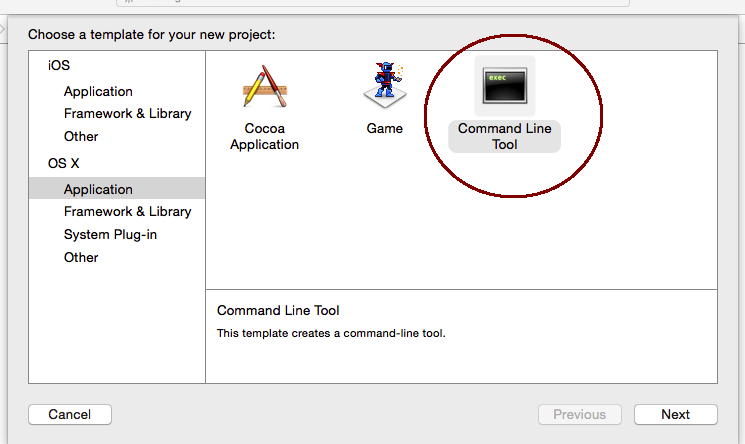 Choose a template for your new project:
iOS
Application
Framework & Library
Other
OS X
Application
Framework & Library
System Plug-in
Other
Cocoa
Application
Game
exec
Command Line
Tool
Command Line Tool
This template creates a command-line tool.
Cancel
Previous
Next